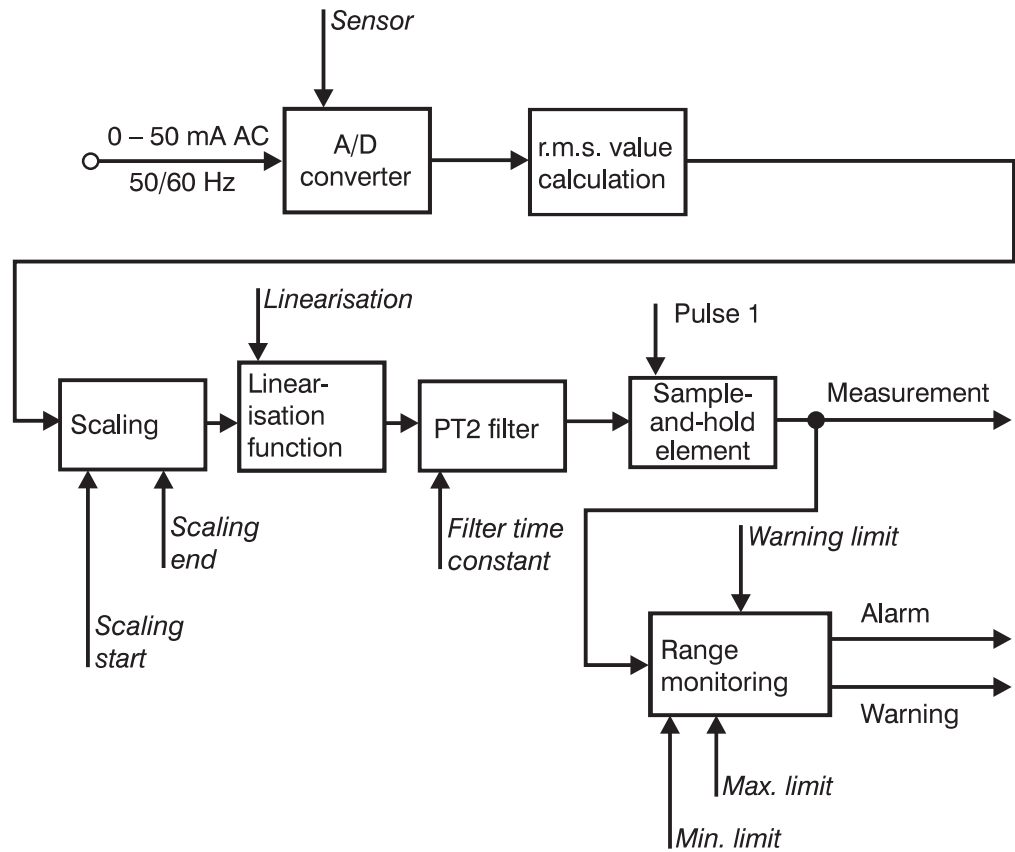 Sensor
0 – 50 mA AC
50/60 Hz
A/D
converter
r.m.s. value
calculation
Linearisation
Pulse 1
Scaling
Linear-
isation
function
PT2 filter
Sample-
and-hold
element
Measurement
Scaling
end
Filter time
constant
Warning limit
Scaling
start
Range
monitoring
Alarm
Warning
Max. limit
Min. limit